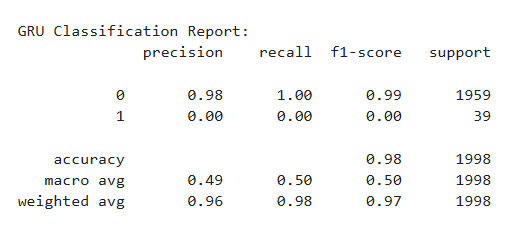 GRU Classification Report:
precision recall f1-score support
0 0.98 1.00 0.99 1959
1 0.00 0.00 0.00 39
accuracy 0.98 1998
macro avg 0.49 0.50 0.50 1998
weighted avg 0.96 0.98 0.97 1998